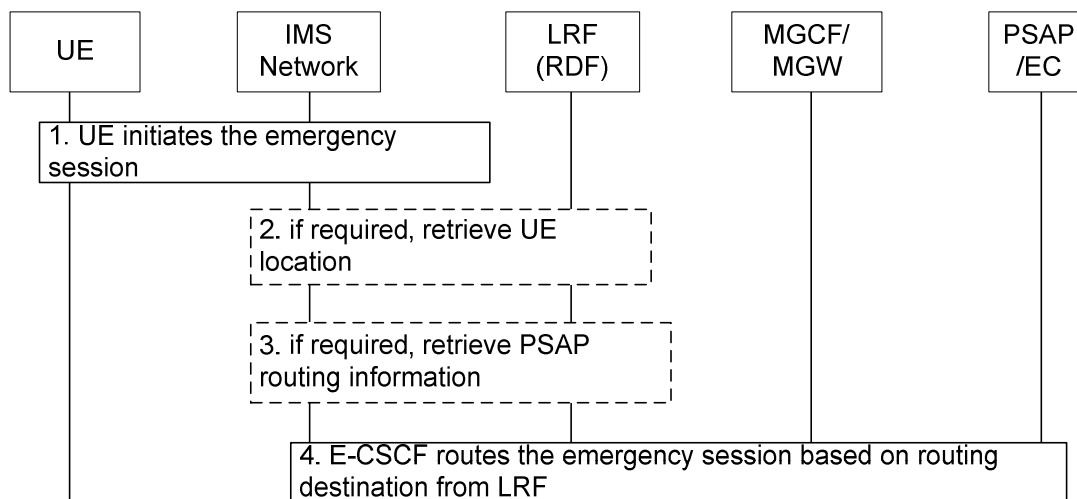 UE
IMS
Network
LRF
(RDF)
MGCF/
MGW
PSAP
/EC
1. UE initiates the emergency
session
2. if required, retrieve UE
location
3. if required, retrieve PSAP
routing information
4. E-CSCF routes the emergency session based on routing
destination from LRF